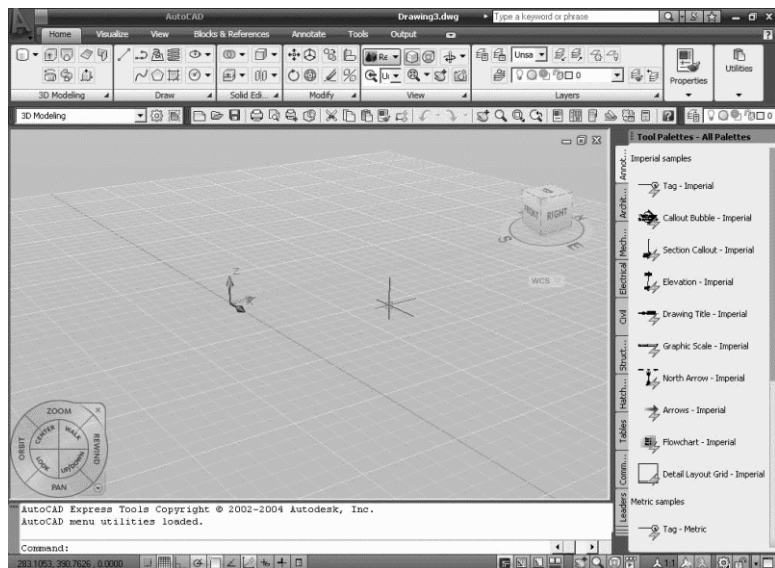 AutoCAD Drawing3.dwg Type a keyword or phrase
Home Visualize View Blocks & References Annotate Tools Output
Unsa
Properties
Utilities
3D Modeling Draw Solid Edi... Modify View Layers
3D Modeling
Tool Palettes - All Palettes
Imperial samples
Tag - Imperial
Callout Bubble - Imperial
Section Callout - Imperial
Elevation - Imperial
Drawing Title - Imperial
Graphic Scale - Imperial
North Arrow - Imperial
Arrows - Imperial
Flowchart - Imperial
Detail Layout Grid - Imperial
Metric samples
Tag - Metric
Annot...
Archit...
Mech...
Electrical
Civil
Struct...
Hatch...
Tables
Comm...
Leaders
TOP
FRONT RIGHT
S E
WCS
Z
ZOOM
ORBIT
CENTER WALK
REWIND
LOOK UP/DOWN
PAN
AutoCAD Express Tools Copyright © 2002-2004 Autodesk, Inc.
AutoCAD menu utilities loaded.
Command:
283.1053, 390.7626, 0.0000
1:1